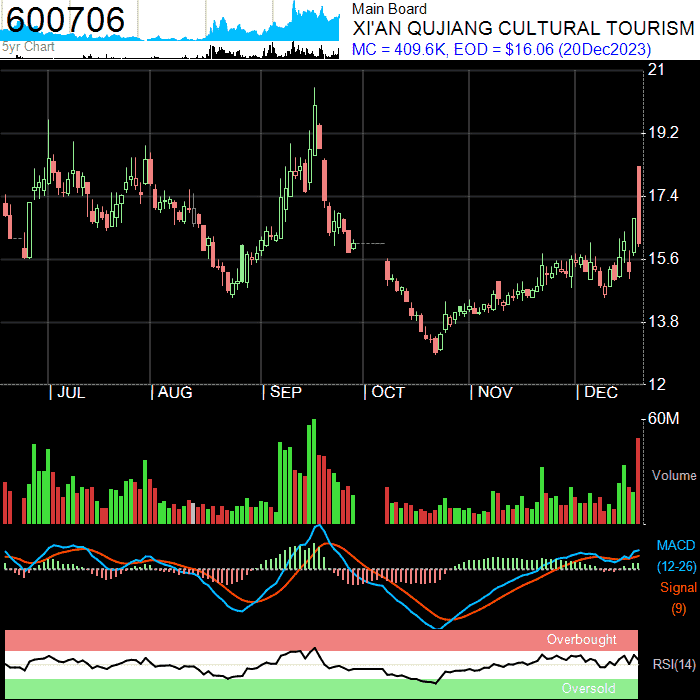 600706
5yr Chart
Main Board
XI'AN QUJIANG CULTURAL TOURISM
MC = 409.6K, EOD = $16.06 (20Dec2023)
21
19.2
17.4
15.6
13.8
12
JUL AUG SEP OCT NOV DEC
60M
Volume
MACD
(12-26)
Signal
(9)
Overbought
RSI(14)
Oversold